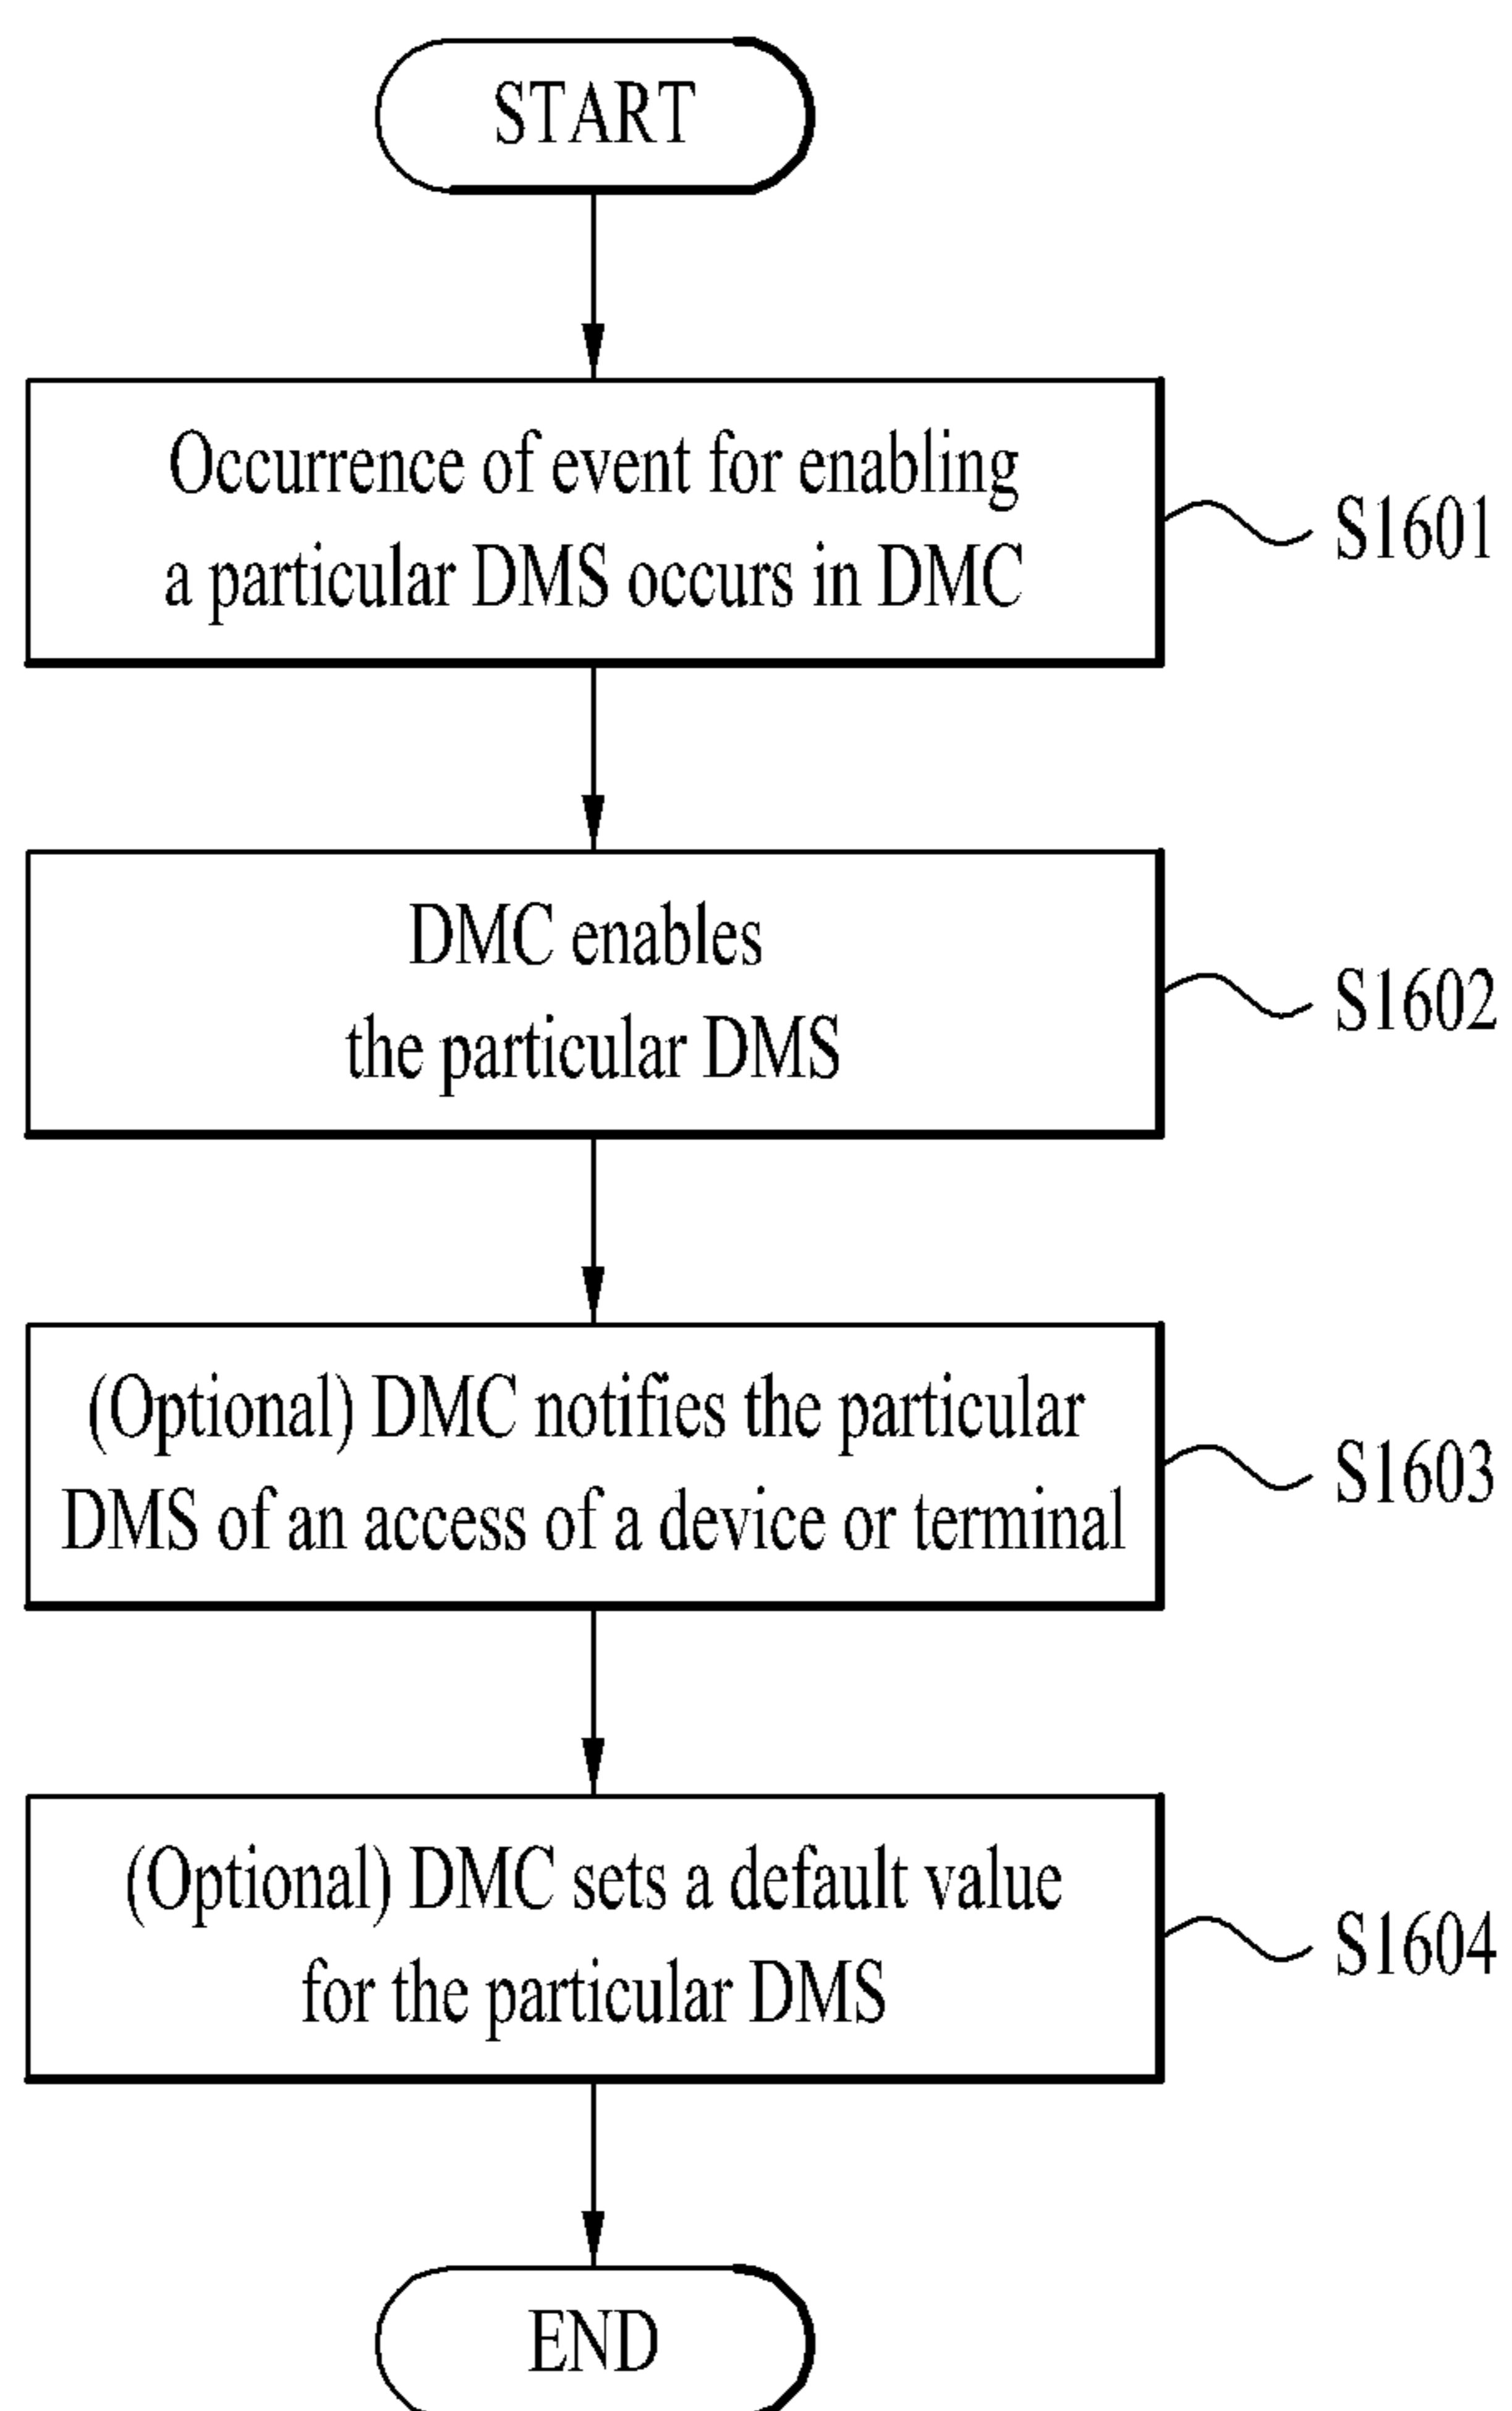 START
Occurrence of event for enabling
a particular DMS occurs in DMC
S1601
DMC enables
the particular DMS
S1602
(Optional) DMC notifies the particular
DMS of an access of a device or terminal
S1603
(Optional) DMC sets a default value
for the particular DMS
S1604
END